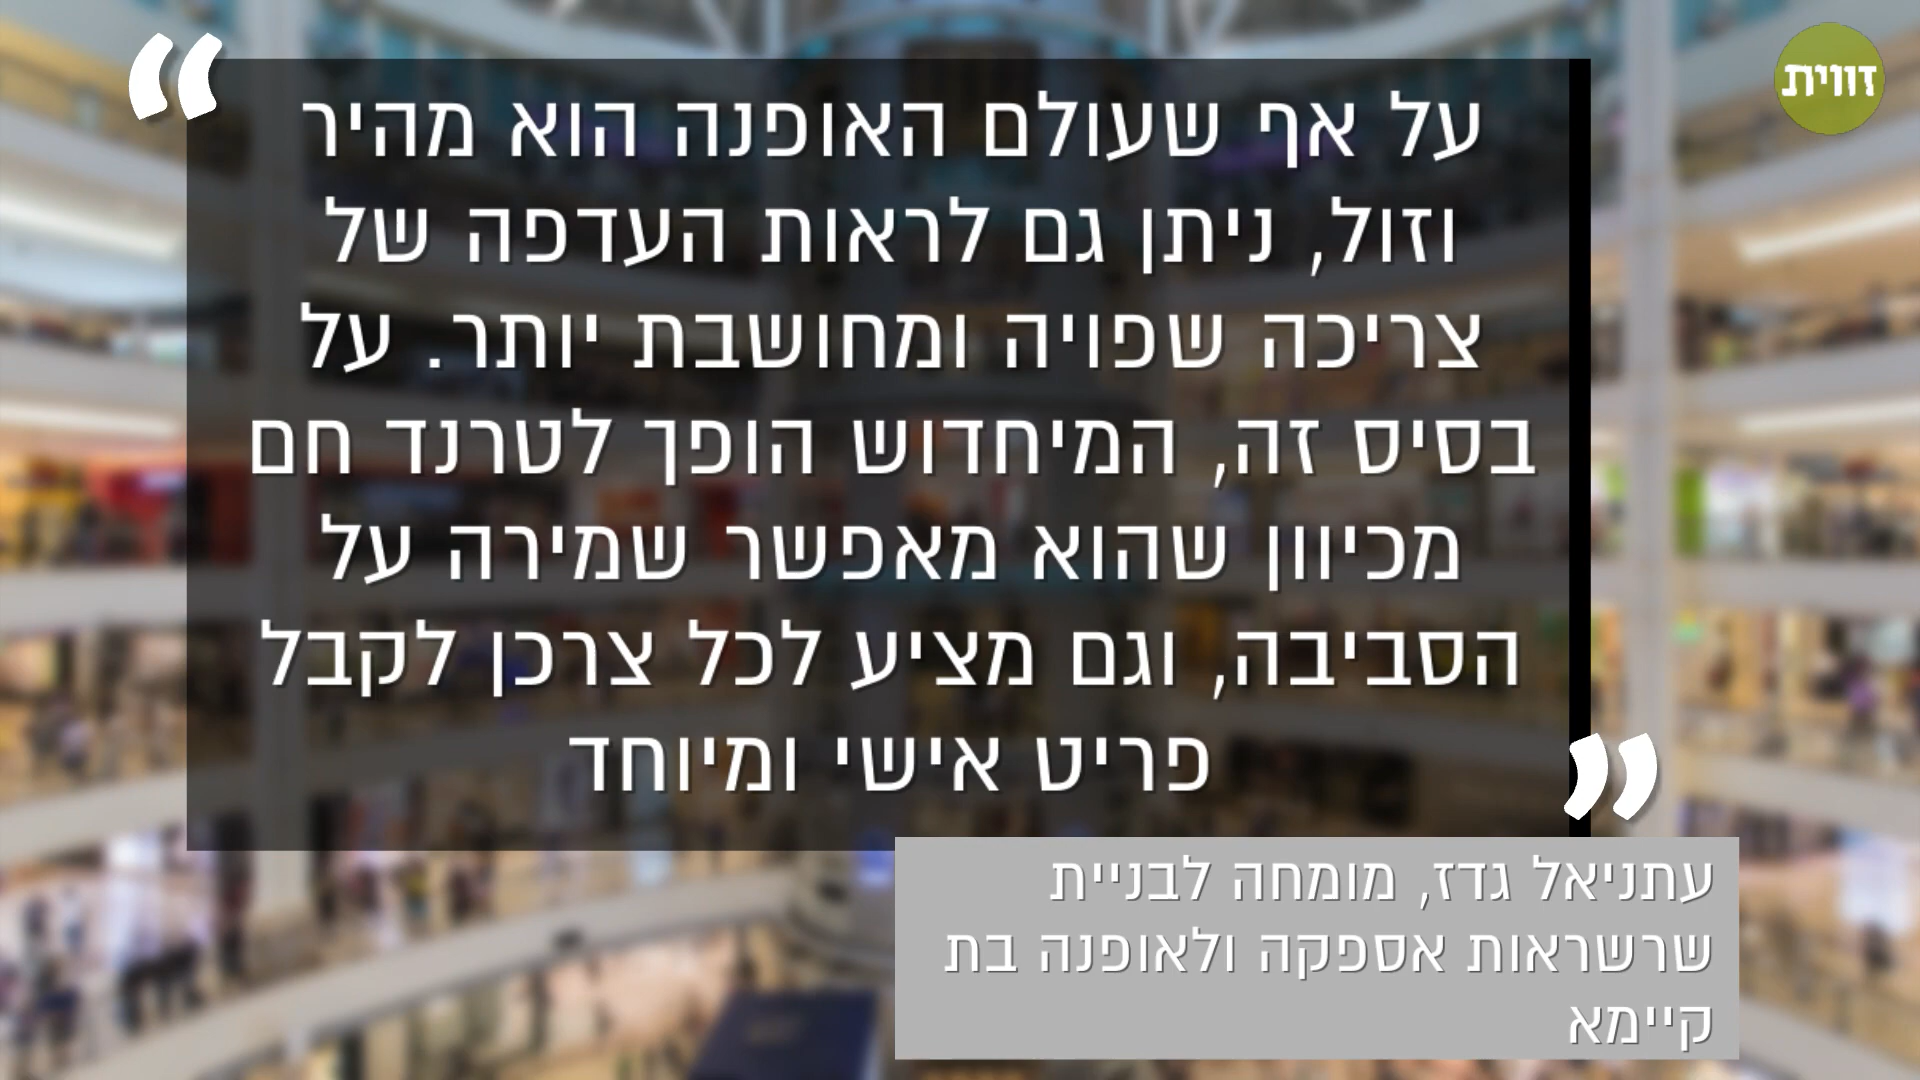 זווית
על אף שעולם האופנה הוא מהיר
וזול, ניתן גם לראות העדפה של
צריכה שפויה ומחושבת יותר. על
בסיס זה, המיחדוש הופך לטרנד חם
מכיוון שהוא מאפשר שמירה על
הסביבה, וגם מציע לכל צרכן לקבל
פריט אישי ומיוחד
עתניאל גדז, מומחה לבניית
שרשראות אספקה ולאופנה בת
קיימא